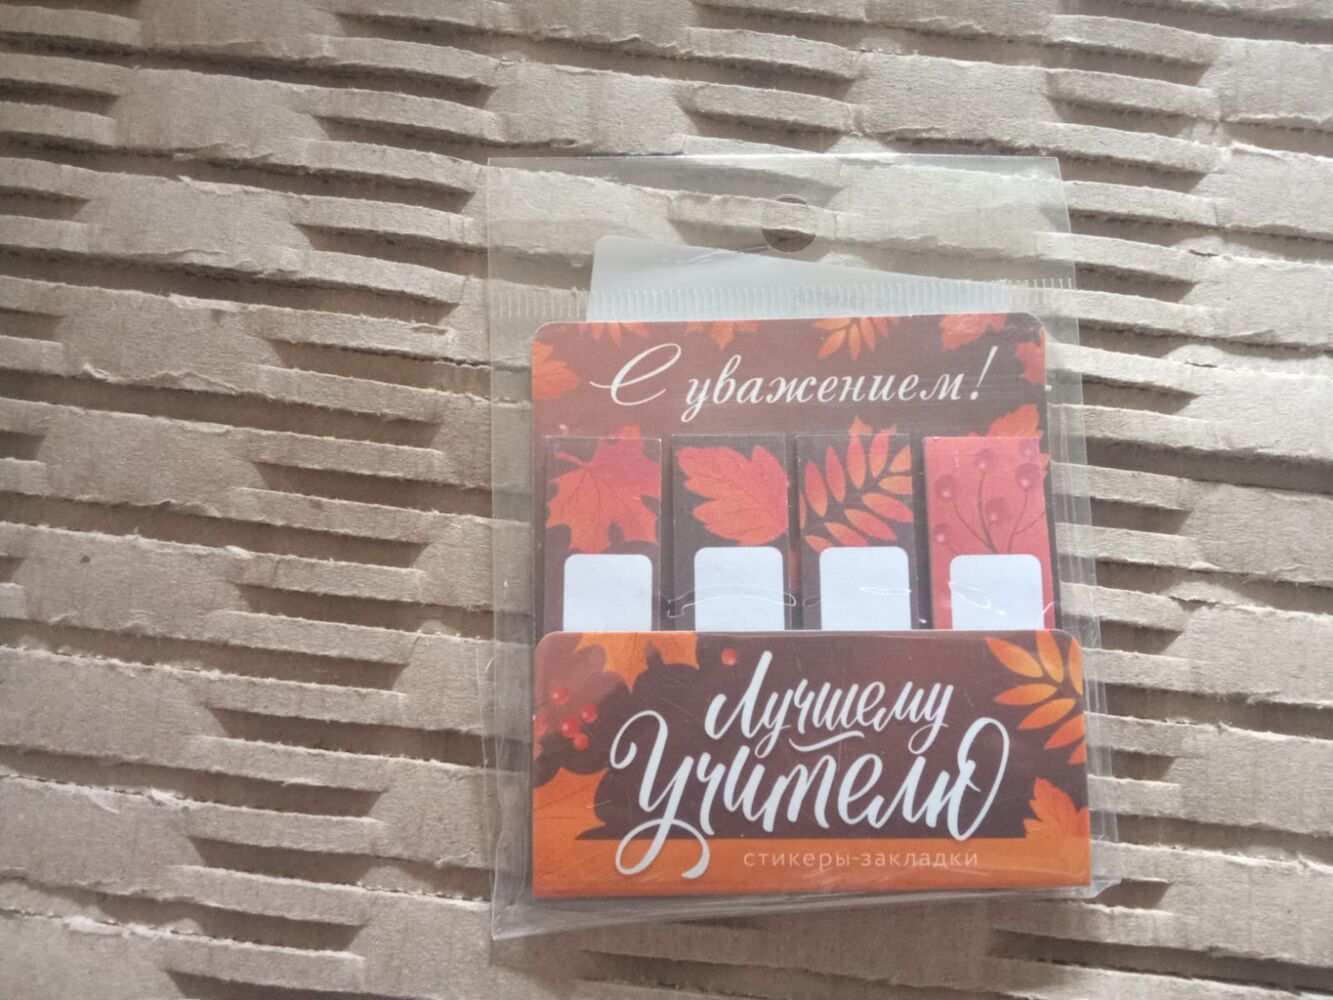 С уважением!
Лучшему
Учителю
стикеры-закладки